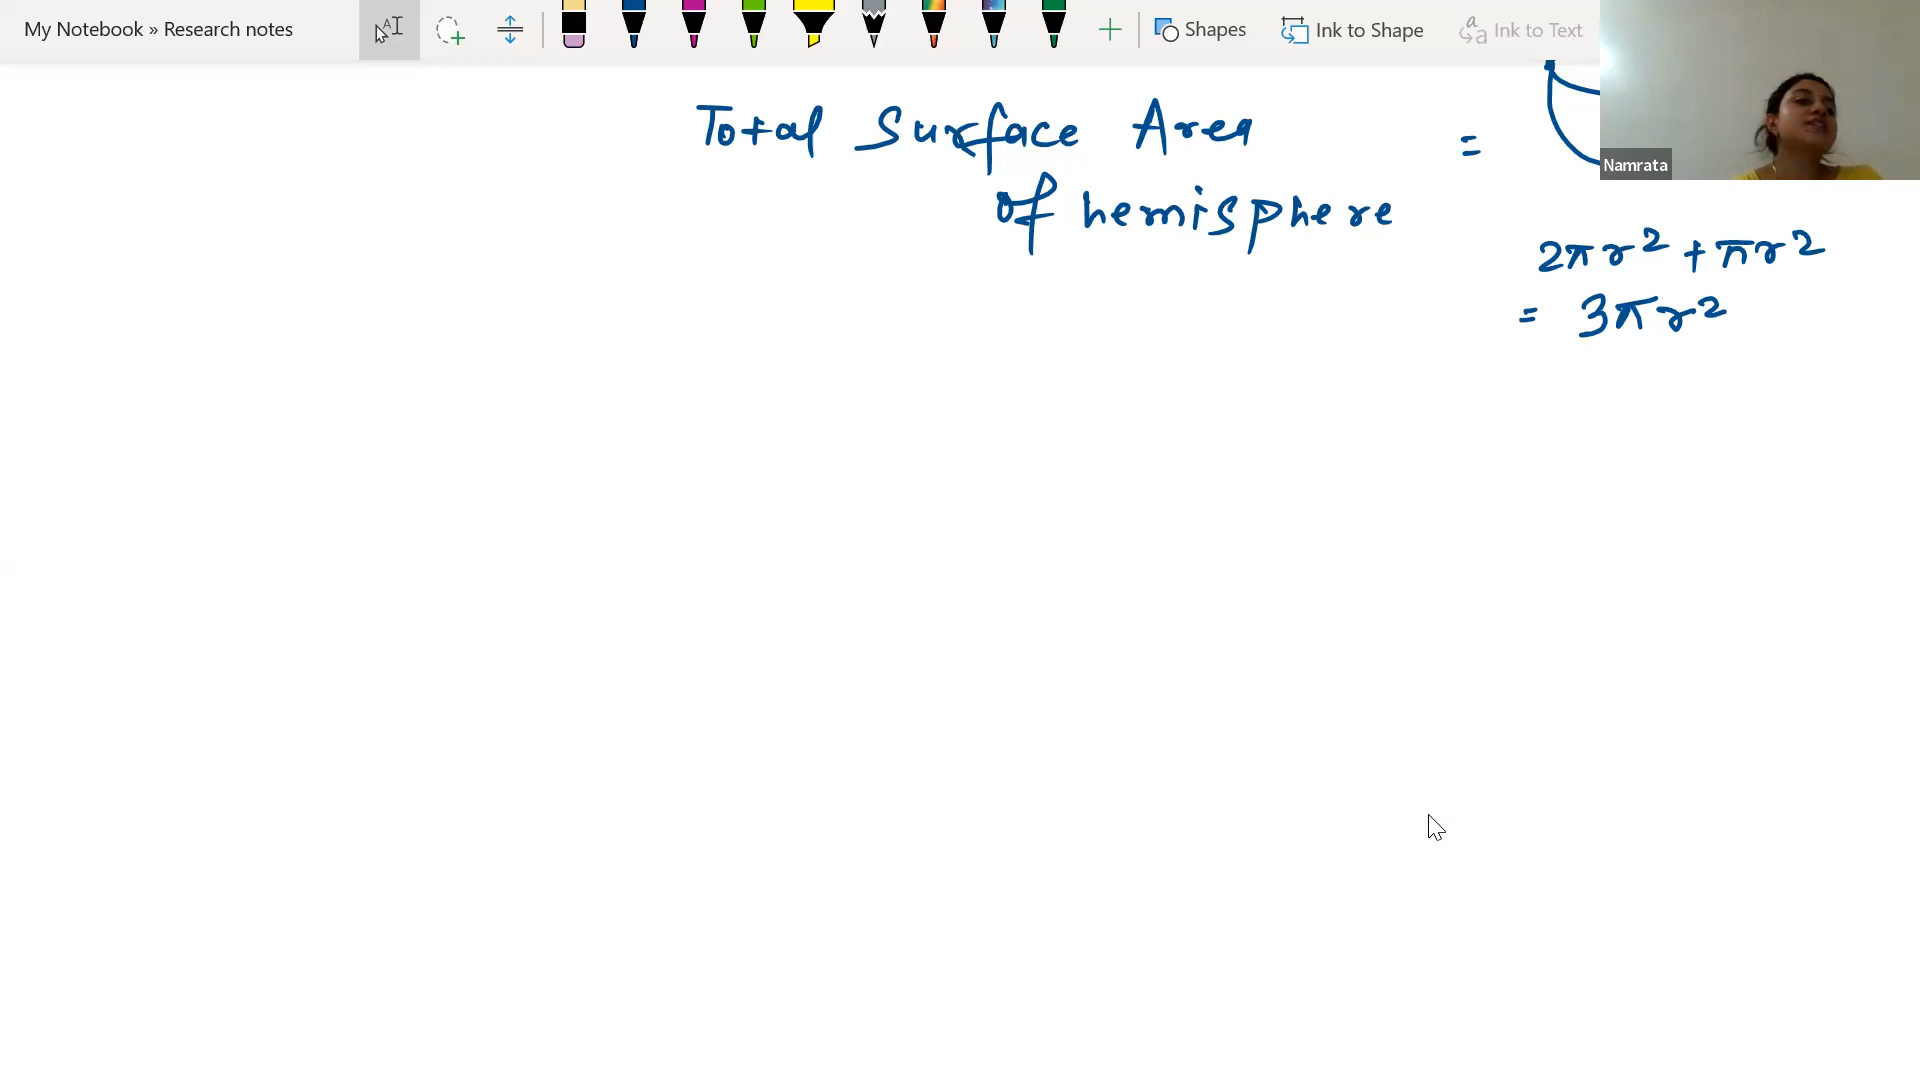 My Notebook » Research notes
Shapes
Ink to Shape
Ink to Text
Namrata
Total Surface Area =
of hemisphere
2πr² + πr²
= 3πr²